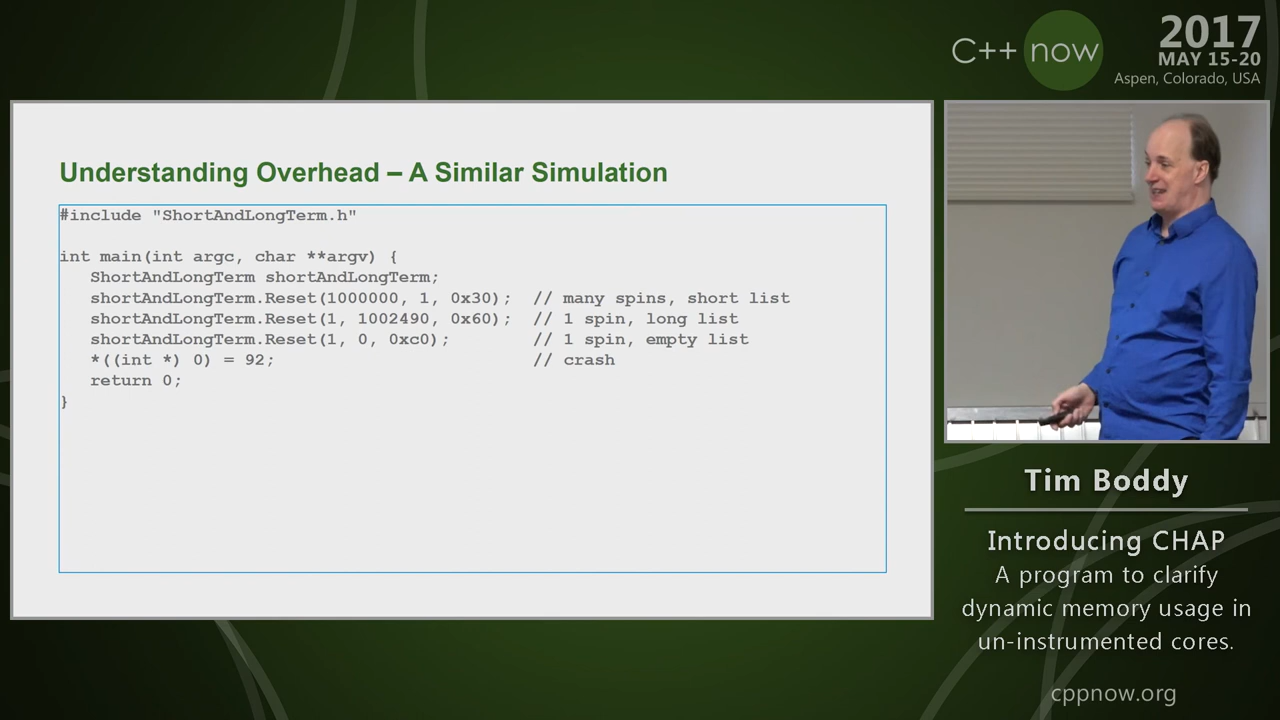 C++ now
2017
MAY 15-20
Aspen, Colorado, USA
Understanding Overhead – A Similar Simulation
#include "ShortAndLongTerm.h"
int main(int argc, char **argv) {
   ShortAndLongTerm shortAndLongTerm;
   shortAndLongTerm.Reset(1000000, 1, 0x30);  // many spins, short list
   shortAndLongTerm.Reset(1, 1002490, 0x60);  // 1 spin, long list
   shortAndLongTerm.Reset(1, 0, 0xc0);        // 1 spin, empty list
   *((int *) 0) = 92;                         // crash
   return 0;
}
Tim Boddy
Introducing CHAP
A program to clarify
dynamic memory usage in
un-instrumented cores.
cppnow.org